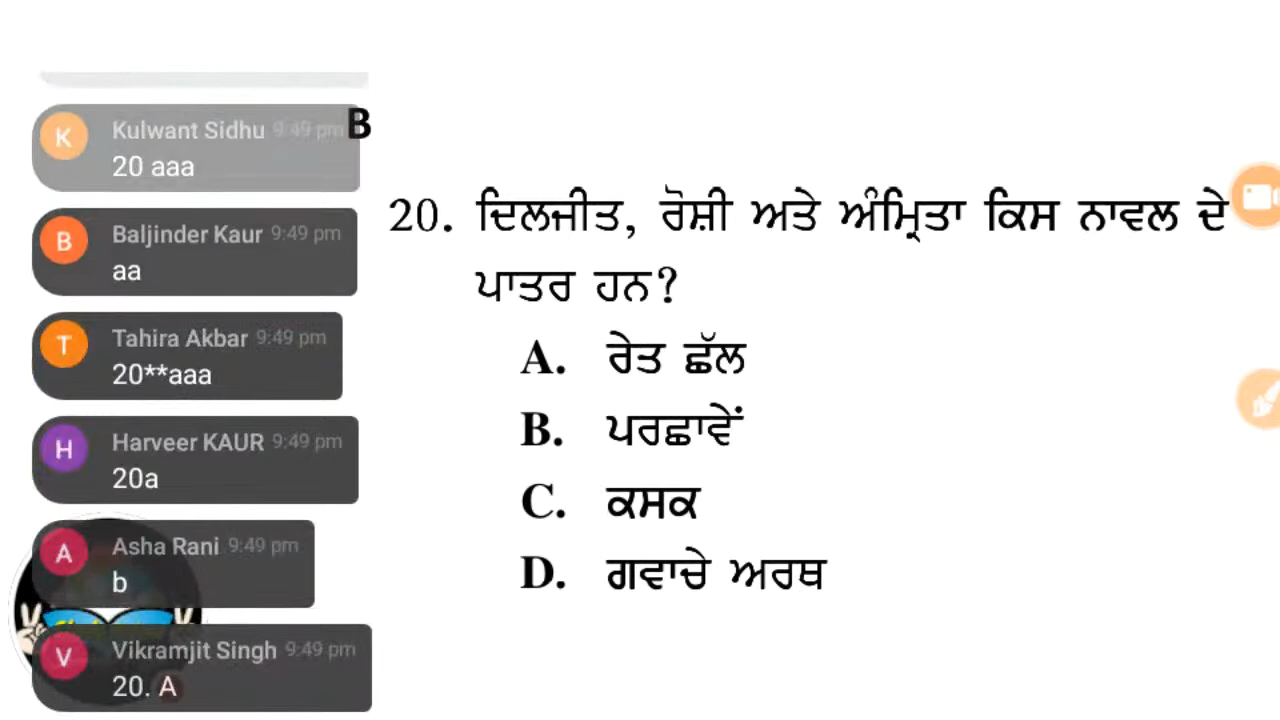 Kulwant Sidhu 9:49 pm B
20 aaa
Baljinder Kaur 9:49 pm
aa
Tahira Akbar 9:49 pm
20**aaa
Harveer KAUR 9:49 pm
20a
Asha Rani 9:49 pm
b
Vikramjit Singh 9:49 pm
20. A
20. ਦਿਲਜੀਤ, ਰੋਸ਼ੀ ਅਤੇ ਅੰਮ੍ਰਿਤਾ ਕਿਸ ਨਾਵਲ ਦੇ
ਪਾਤਰ ਹਨ?
A. ਰੇਤ ਛੱਲ
B. ਪਰਛਾਵੇਂ
C. ਕਸਕ
D. ਗਵਾਚੇ ਅਰਥ